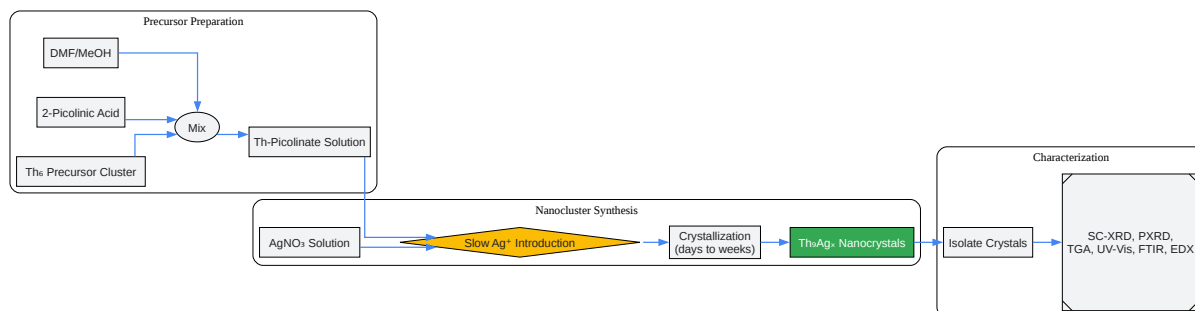 Precursor Preparation
DMF/MeOH
2-Picolinic Acid
Mix
Th-Picolinate Solution
Th₆ Precursor Cluster
Nanocluster Synthesis
AgNO₃ Solution
Slow Ag⁺ Introduction
Crystallization
(days to weeks)
Th₉Agₓ Nanocrystals
Characterization
Isolate Crystals
SC-XRD, PXRD,
TGA, UV-Vis, FTIR, EDX